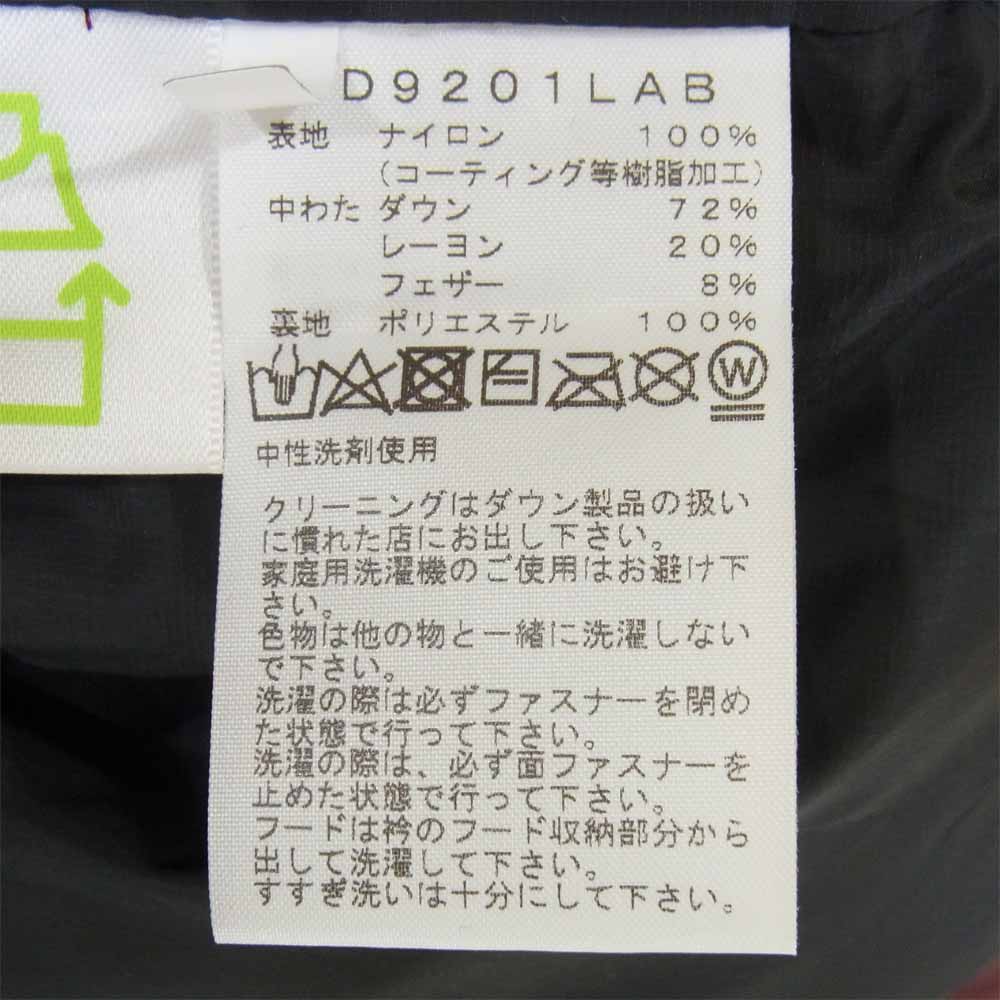 D9201LAB
表地 ナイロン 100%
(コーティング等樹脂加工)
中わた ダウン 72%
レーヨン 20%
フェザー 8%
裏地 ポリエステル 100%
W
中性洗剤使用
クリーニングはダウン製品の扱い
に慣れた店にお出し下さい。
家庭用洗濯機のご使用はお避け下
さい。
色物は他の物と一緒に洗濯しない
で下さい。
洗濯の際は必ずファスナーを閉め
た状態で行って下さい。
洗濯の際は、必ず面ファスナーを
止めた状態で行って下さい。
フードは衿のフード収納部分から
出して洗濯して下さい。
すすぎ洗いは十分にして下さい。